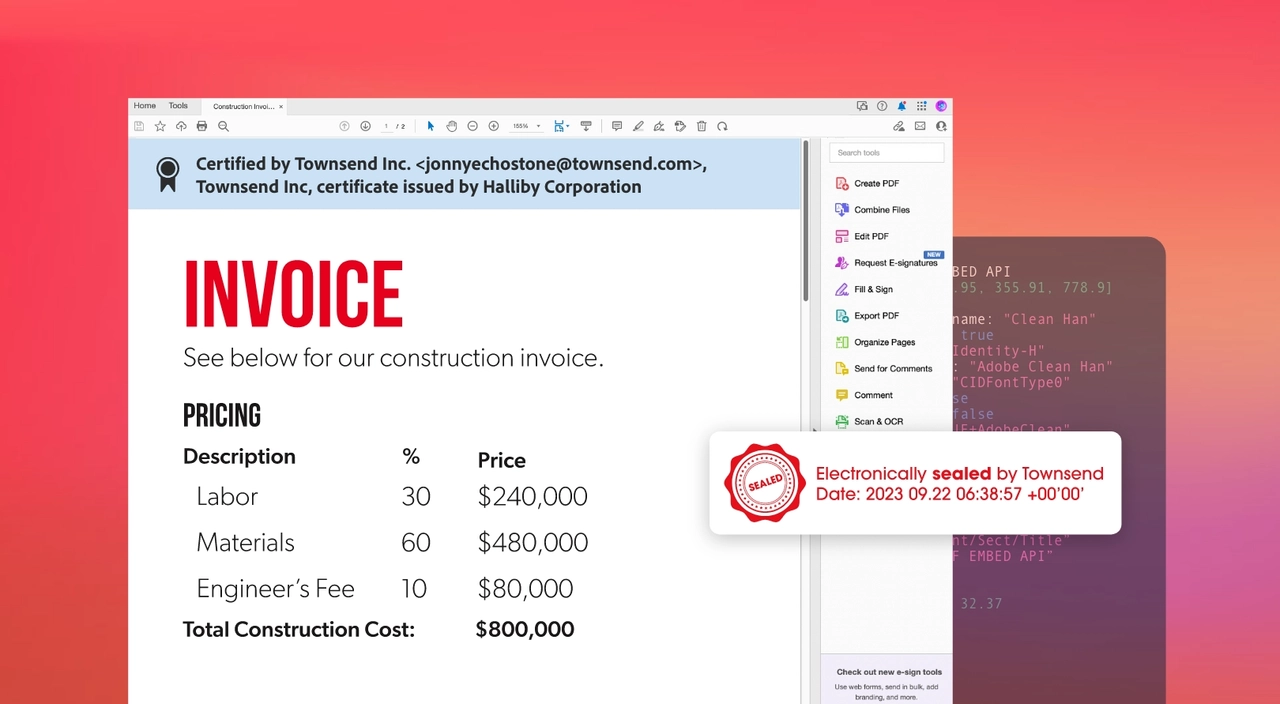 Home Tools Construction Invoi... ×
1 / 2 155%
Certified by Townsend Inc. <jonnyechostone@townsend.com>,
Townsend Inc, certificate issued by Halliby Corporation
INVOICE
See below for our construction invoice.
PRICING
Description % Price
Labor 30 $240,000
Materials 60 $480,000
Engineer’s Fee 10 $80,000
Total Construction Cost: $800,000
Search tools
Create PDF
Combine Files
Edit PDF
NEW
Request E-signatures
Fill & Sign
Export PDF
Organize Pages
Send for Comments
Comment
Scan & OCR
Check out new e-sign tools
Use web forms, send in bulk, add
branding, and more.
SEALED
Electronically sealed by Townsend
Date: 2023 09.22 06:38:57 +00'00'
BED API
.95, 355.91, 778.9]
name: "Clean Han"
true
Identity-H"
: "Adobe Clean Han"
"CIDFontType0"
se
false
UF+AdobeClean"
nt/Sect/Title"
F EMBED API"
32.37